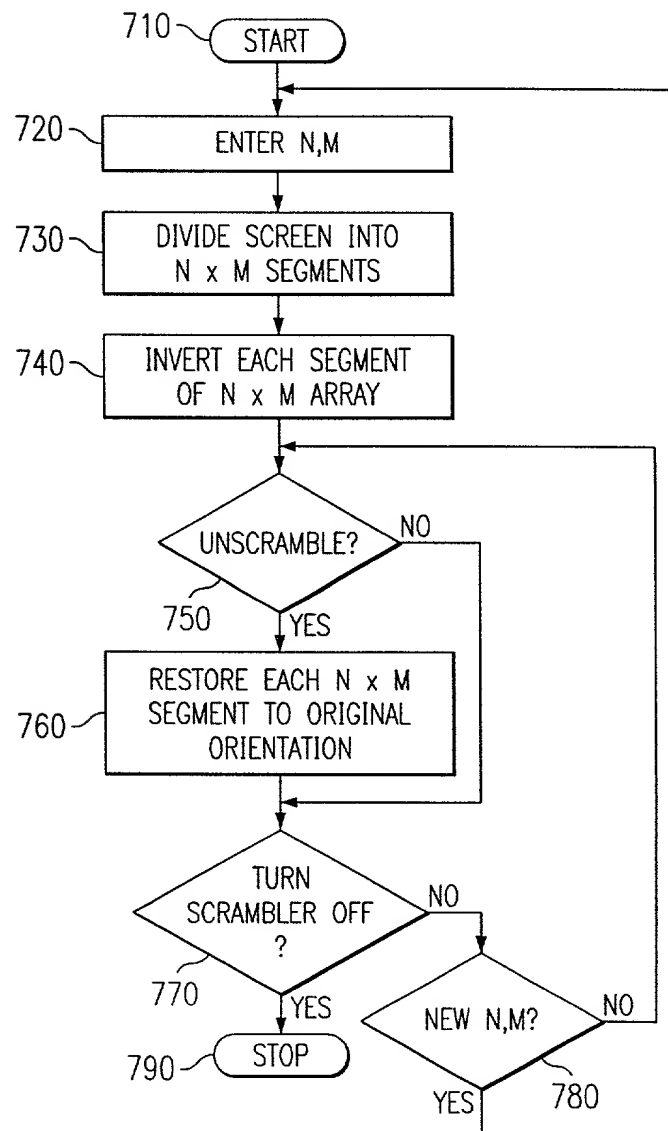 710
START
720
ENTER N,M
730
DIVIDE SCREEN INTO
N x M SEGMENTS
740
INVERT EACH SEGMENT
OF N x M ARRAY
UNSCRAMBLE?
NO
750
YES
760
RESTORE EACH N x M
SEGMENT TO ORIGINAL
ORIENTATION
TURN
SCRAMBLER OFF
?
NO
770
YES
NEW N,M?
NO
790
STOP
780
YES